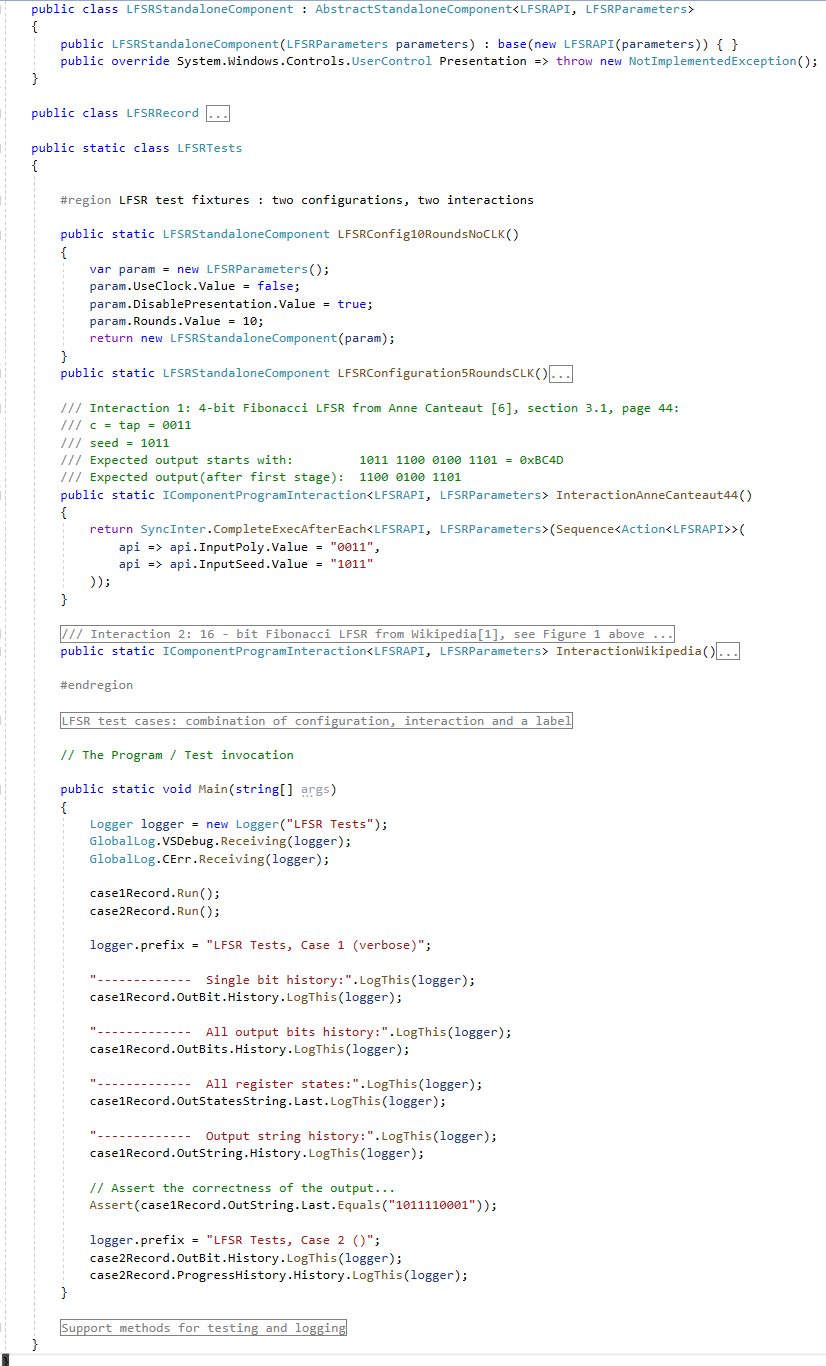 public class LFSRStandaloneComponent : AbstractStandaloneComponent<LFSRAPI, LFSRParameters>
{
    public LFSRStandaloneComponent(LFSRParameters parameters) : base(new LFSRAPI(parameters)) { }
    public override System.Windows.Controls.UserControl Presentation => throw new NotImplementedException();
}

public class LFSRRecord ...

public static class LFSRTests
{

    #region LFSR test fixtures : two configurations, two interactions

    public static LFSRStandaloneComponent LFSRConfig10RoundsNoCLK()
    {
        var param = new LFSRParameters();
        param.UseClock.Value = false;
        param.DisablePresentation.Value = true;
        param.Rounds.Value = 10;
        return new LFSRStandaloneComponent(param);
    }
    public static LFSRStandaloneComponent LFSRConfiguration5RoundsCLK()...

    /// Interaction 1: 4-bit Fibonacci LFSR from Anne Canteaut [6], section 3.1, page 44:
    /// c = tap = 0011
    /// seed = 1011
    /// Expected output starts with:         1011 1100 0100 1101 = 0xBC4D
    /// Expected output(after first stage):  1100 0100 1101
    public static IComponentProgramInteraction<LFSRAPI, LFSRParameters> InteractionAnneCanteaut44()
    {
        return SyncInter.CompleteExecAfterEach<LFSRAPI, LFSRParameters>(Sequence<Action<LFSRAPI>>(
            api => api.InputPoly.Value = "0011",
            api => api.InputSeed.Value = "1011"
        ));
    }

    /// Interaction 2: 16 - bit Fibonacci LFSR from Wikipedia[1], see Figure 1 above ...
    public static IComponentProgramInteraction<LFSRAPI, LFSRParameters> InteractionWikipedia()...

    #endregion

    LFSR test cases: combination of configuration, interaction and a label

    // The Program / Test invocation

    public static void Main(string[] args)
    {
        Logger logger = new Logger("LFSR Tests");
        GlobalLog.VSDebug.Receiving(logger);
        GlobalLog.CErr.Receiving(logger);

        case1Record.Run();
        case2Record.Run();

        logger.prefix = "LFSR Tests, Case 1 (verbose)";

        "-------------  Single bit history:".LogThis(logger);
        case1Record.OutBit.History.LogThis(logger);

        "-------------  All output bits history:".LogThis(logger);
        case1Record.OutBits.History.LogThis(logger);

        "-------------  All register states:".LogThis(logger);
        case1Record.OutStatesString.Last.LogThis(logger);

        "-------------  Output string history:".LogThis(logger);
        case1Record.OutString.History.LogThis(logger);

        // Assert the correctness of the output...
        Assert(case1Record.OutString.Last.Equals("1011110001"));

        logger.prefix = "LFSR Tests, Case 2 ()";
        case2Record.OutBit.History.LogThis(logger);
        case2Record.ProgressHistory.History.LogThis(logger);
    }

    Support methods for testing and logging
}
}